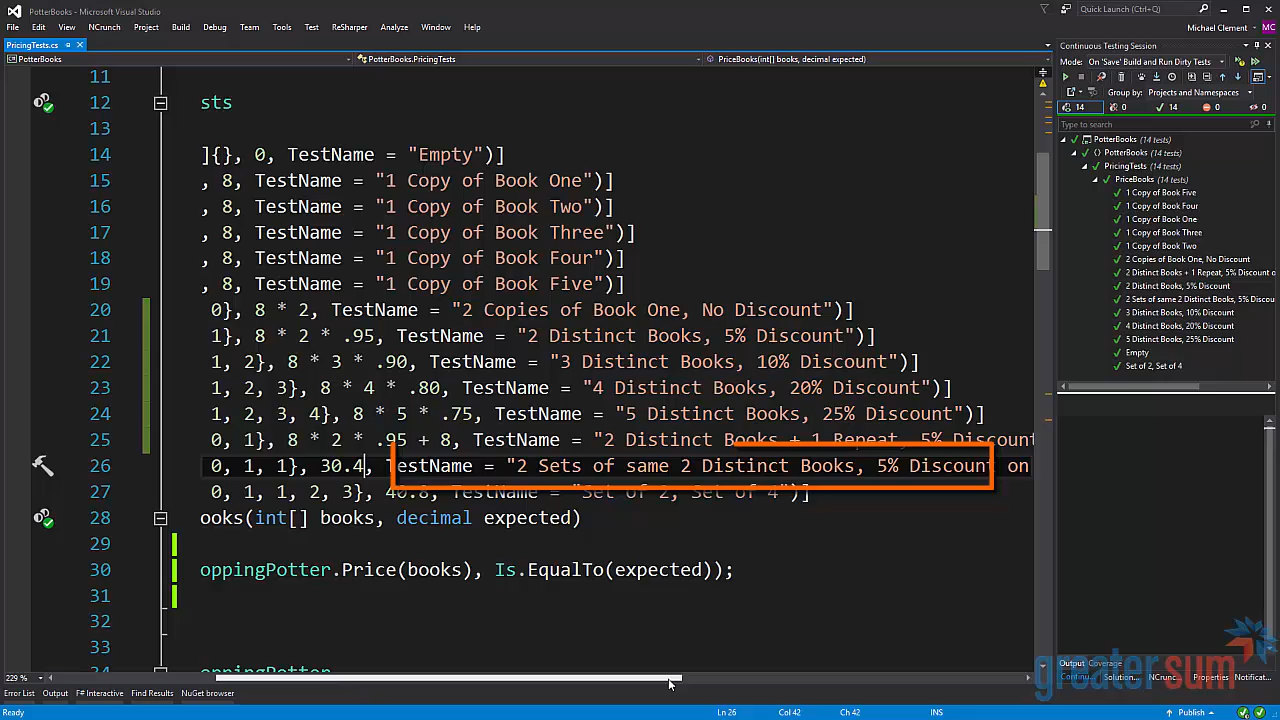 PotterBooks - Microsoft Visual Studio
Quick Launch (Ctrl+Q)
File Edit View NCrunch Project Build Debug Team Tools Test ReSharper Analyze Window Help
Michael Clement MC
PricingTests.cs
PotterBooks PotterBooks.PricingTests PriceBooks(int[] books, decimal expected)
11
12 sts
13
14 ]{}, 0, TestName = "Empty")]
15 , 8, TestName = "1 Copy of Book One")]
16 , 8, TestName = "1 Copy of Book Two")]
17 , 8, TestName = "1 Copy of Book Three")]
18 , 8, TestName = "1 Copy of Book Four")]
19 , 8, TestName = "1 Copy of Book Five")]
20 0}, 8 * 2, TestName = "2 Copies of Book One, No Discount")]
21 1}, 8 * 2 * .95, TestName = "2 Distinct Books, 5% Discount")]
22 1, 2}, 8 * 3 * .90, TestName = "3 Distinct Books, 10% Discount")]
23 1, 2, 3}, 8 * 4 * .80, TestName = "4 Distinct Books, 20% Discount")]
24 1, 2, 3, 4}, 8 * 5 * .75, TestName = "5 Distinct Books, 25% Discount")]
25 0, 1}, 8 * 2 * .95 + 8, TestName = "2 Distinct Books + 1 Repeat, 5% Discount
26 0, 1, 1}, 30.4, TestName = "2 Sets of same 2 Distinct Books, 5% Discount on
27 0, 1, 1, 2, 3}, 40.8, TestName = "Set of 2, Set of 4")]
28 ooks(int[] books, decimal expected)
29
30 oppingPotter.Price(books), Is.EqualTo(expected));
31
32
33
34 oppingPotter
229 %
Error List Output F# Interactive Find Results NuGet browser
Ready Ln 26 Col 42 Ch 42 INS Publish
Continuous Testing Session
Mode: On 'Save' Build and Run Dirty Tests
Group by: Projects and Namespaces
14 0 14 0 0
Type to search
PotterBooks (14 tests)
PotterBooks (14 tests)
PricingTests (14 tests)
PriceBooks (14 tests)
1 Copy of Book Five
1 Copy of Book Four
1 Copy of Book One
1 Copy of Book Three
1 Copy of Book Two
2 Copies of Book One, No Discount
2 Distinct Books + 1 Repeat, 5% Discount o
2 Distinct Books, 5% Discount
2 Sets of same 2 Distinct Books, 5% Discou
3 Distinct Books, 10% Discount
4 Distinct Books, 20% Discount
5 Distinct Books, 25% Discount
Empty
Set of 2, Set of 4
Output Coverage
Continu... Test... NCrunc... Properties Notificat...
greatersum